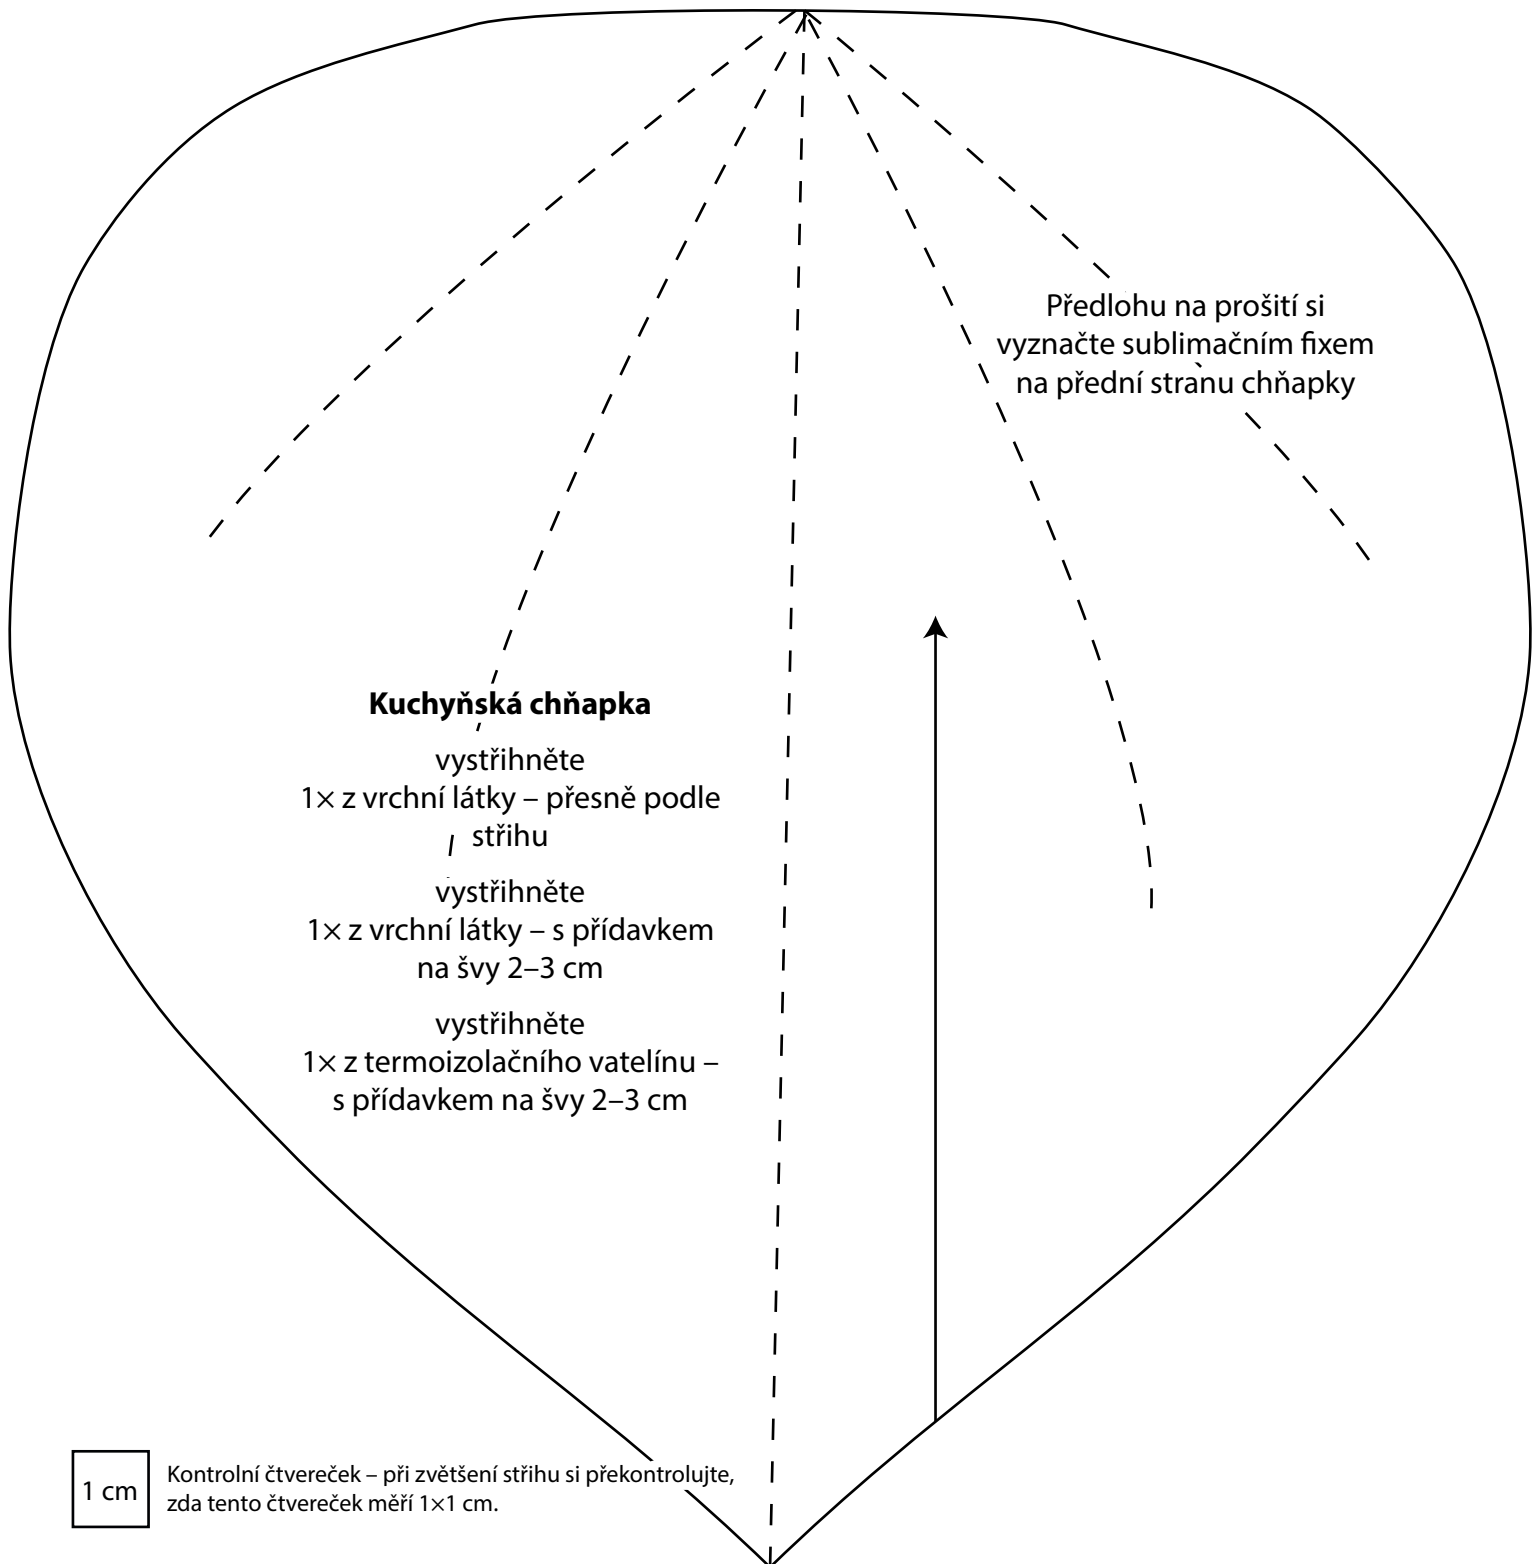 Předlohu na prošití si
vyznačte sublimačním fixem
na přední stranu chňapky
Kuchyňská chňapka
vystřihněte
1× z vrchní látky – přesně podle
střihu
vystřihněte
1× z vrchní látky – s přídavkem
na švy 2–3 cm
vystřihněte
1× z termoizolačního vatelínu –
s přídavkem na švy 2–3 cm
1 cm
Kontrolní čtvereček – při zvětšení střihu si překontrolujte,
zda tento čtvereček měří 1×1 cm.